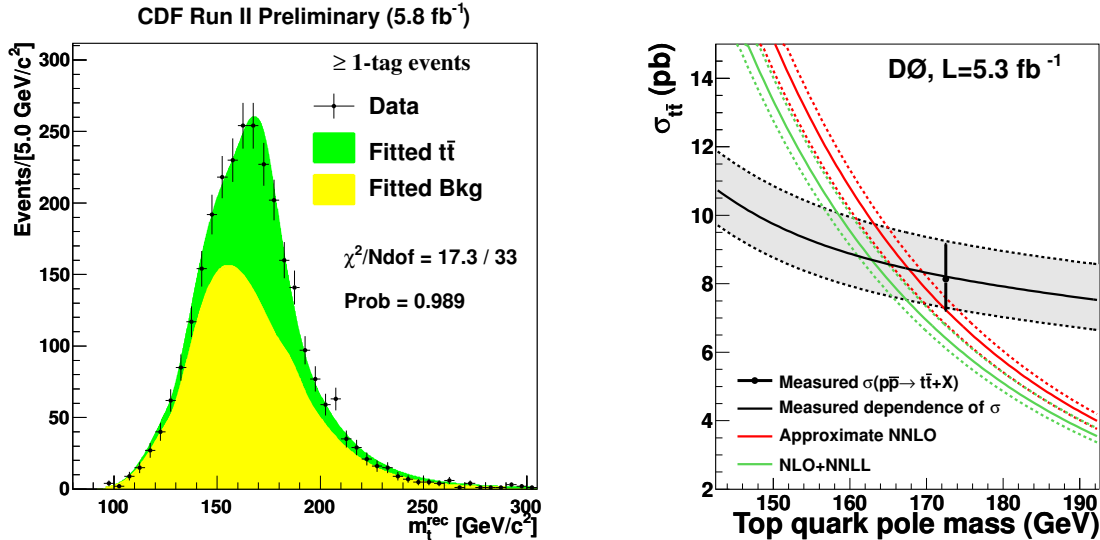 CDF Run II Preliminary (5.8 fb⁻¹)
Events/[5.0 GeV/c²]
300
250
200
150
100
50
0
≥ 1-tag events
Data
Fitted tt̄
Fitted Bkg
χ²/Ndof = 17.3 / 33
Prob = 0.989
100 150 200 250 300
m_t^rec [GeV/c²]
σ_tt̄ (pb)
14
12
10
8
6
4
2
DØ, L=5.3 fb⁻¹
Measured σ(pp̄→ tt̄+X)
Measured dependence of σ
Approximate NNLO
NLO+NNLL
150 160 170 180 190
Top quark pole mass (GeV)